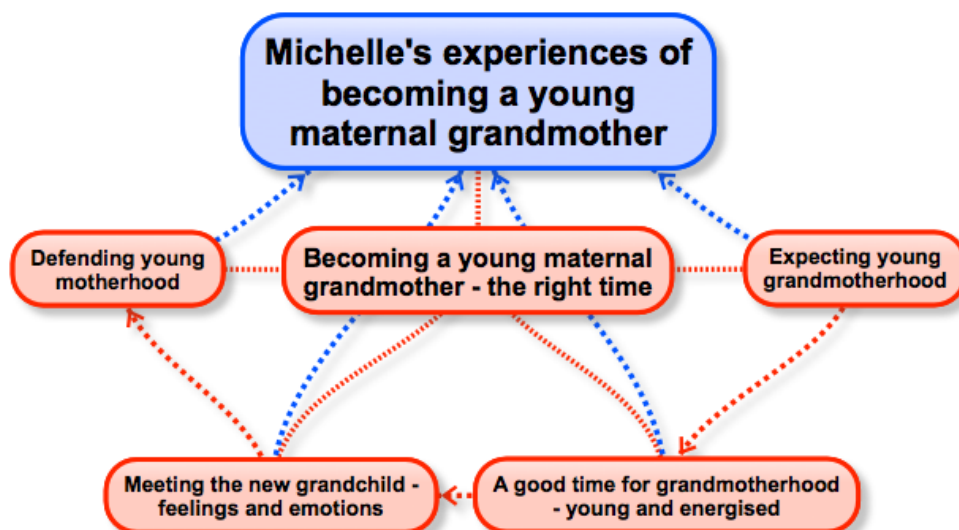 Michelle's experiences of
becoming a young
maternal grandmother
Defending young
motherhood
Becoming a young maternal
grandmother - the right time
Expecting young
grandmotherhood
Meeting the new grandchild -
feelings and emotions
A good time for grandmotherhood
- young and energised